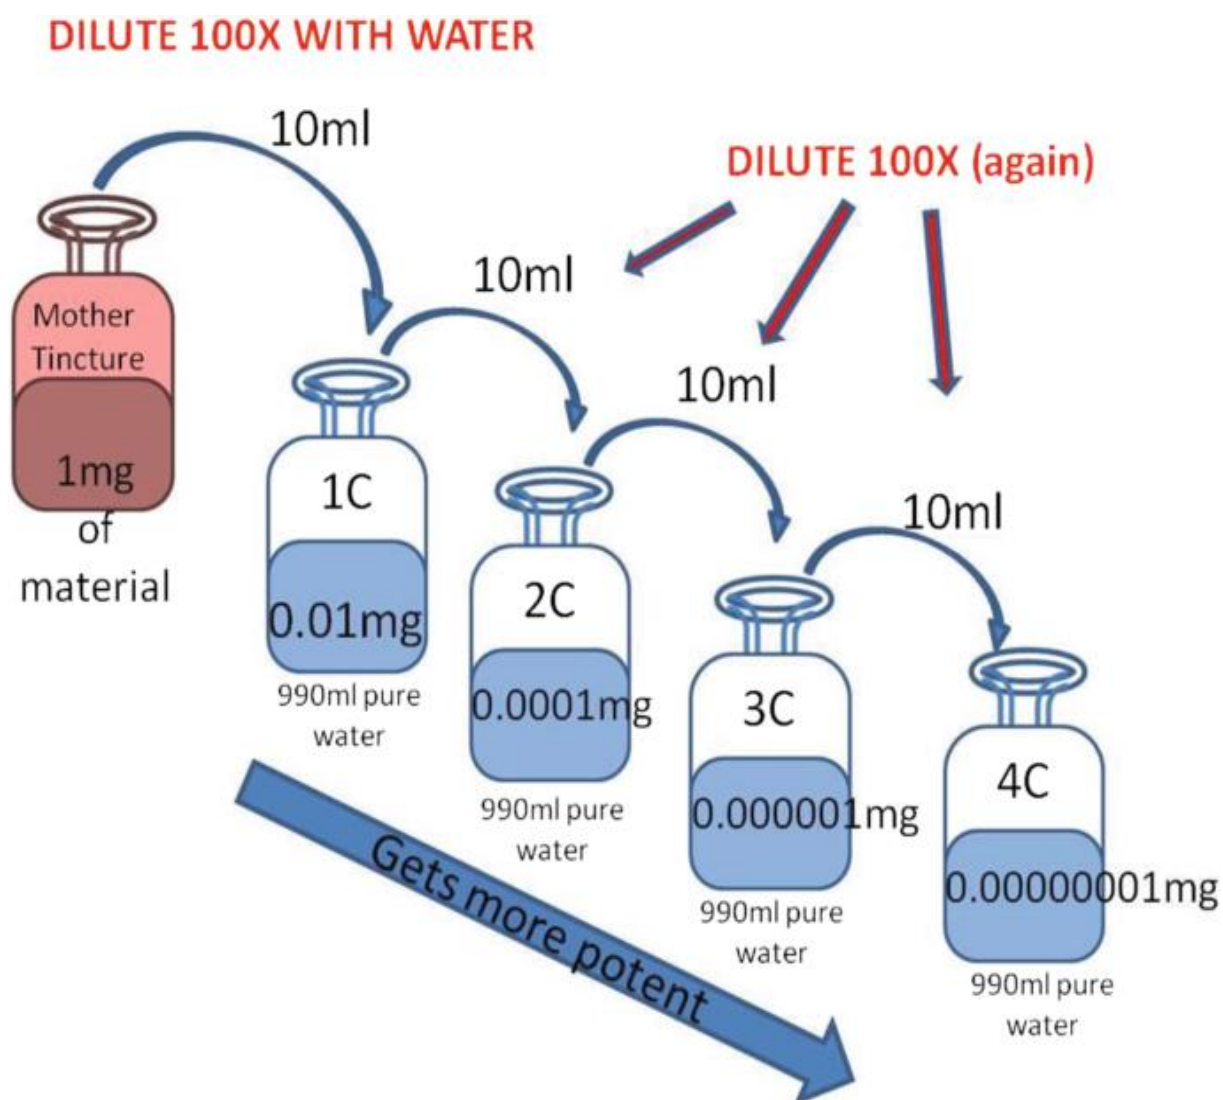 DILUTE 100X WITH WATER
10ml
DILUTE 100X (again)
10ml
Mother
Tincture
10ml
1mg
of
material
1C
10ml
0.01mg
990ml pure
water
2C
0.0001mg
990ml pure
water
3C
0.000001mg
990ml pure
water
4C
0.00000001mg
990ml pure
water
Gets more potent